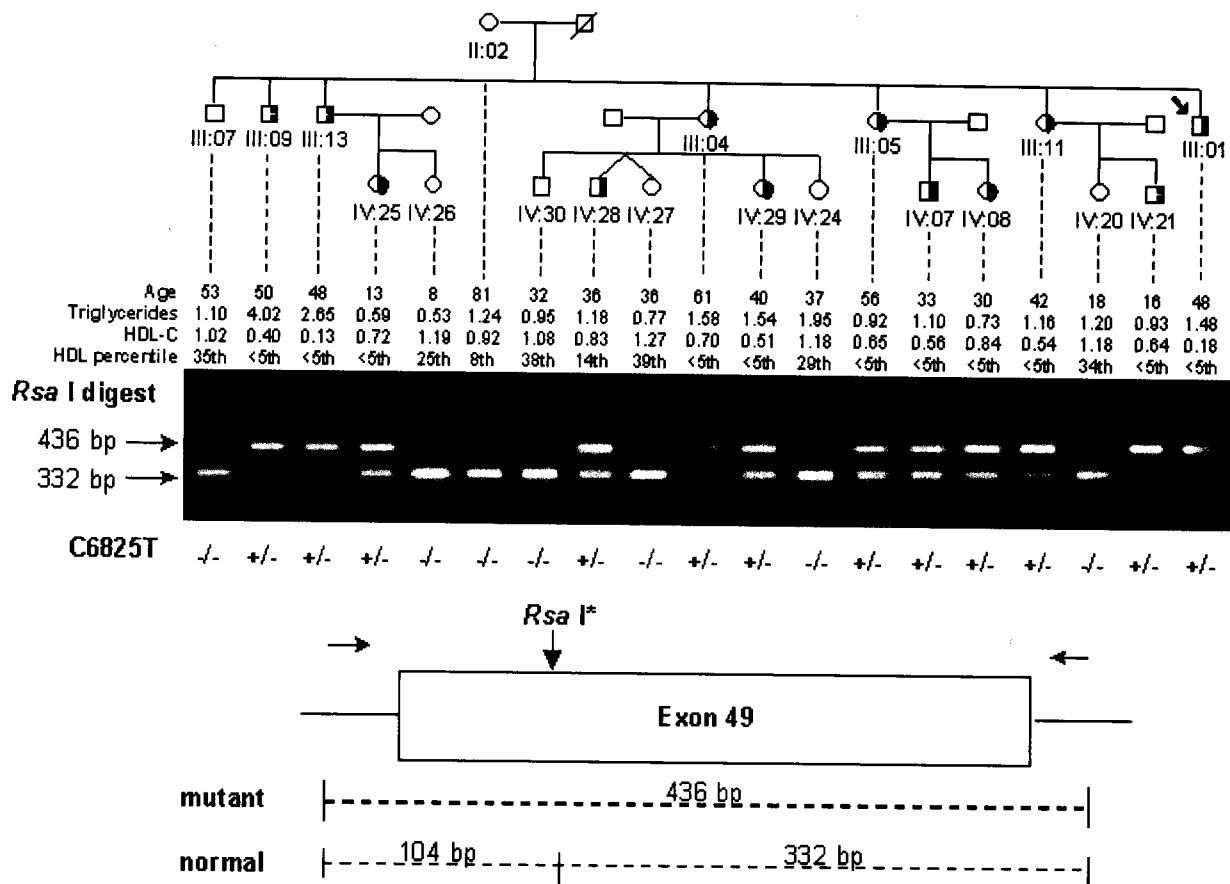 II:02
III:07 III:09 III:13 III:04 III:05 III:11 III:01
IV:25 IV:26 IV:30 IV:28 IV:27 IV:29 IV:24 IV:07 IV:08 IV:20 IV:21
Age 53 50 48 13 8 81 32 36 36 61 40 37 56 33 30 42 18 16 48
Triglycerides 1.10 4.02 2.65 0.59 0.53 1.24 0.95 1.18 0.77 1.58 1.54 1.95 0.92 1.10 0.73 1.16 1.20 0.93 1.48
HDL-C 1.02 0.40 0.13 0.72 1.19 0.92 1.08 0.83 1.27 0.70 0.51 1.18 0.65 0.56 0.84 0.54 1.18 0.64 0.18
HDL percentile 35th <5th <5th <5th 25th 8th 38th 14th 39th <5th <5th 29th <5th <5th <5th <5th 34th <5th <5th
Rsa I digest
436 bp
332 bp
C6825T -/- +/- +/- +/- -/- -/- -/- +/- -/- +/- +/- -/- +/- +/- +/- +/- -/- +/- +/-
Rsa I*
Exon 49
mutant 436 bp
normal 104 bp 332 bp